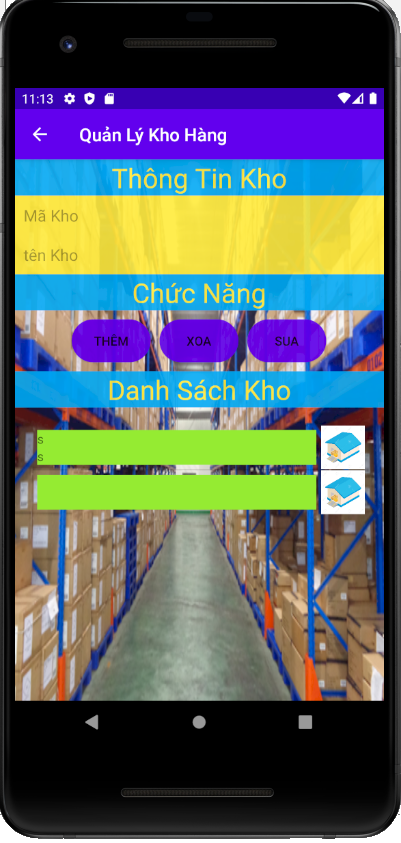 11:13
Quản Lý Kho Hàng
Thông Tin Kho
Mã Kho
tên Kho
Chức Năng
THÊM XOA SUA
Danh Sách Kho
s
s